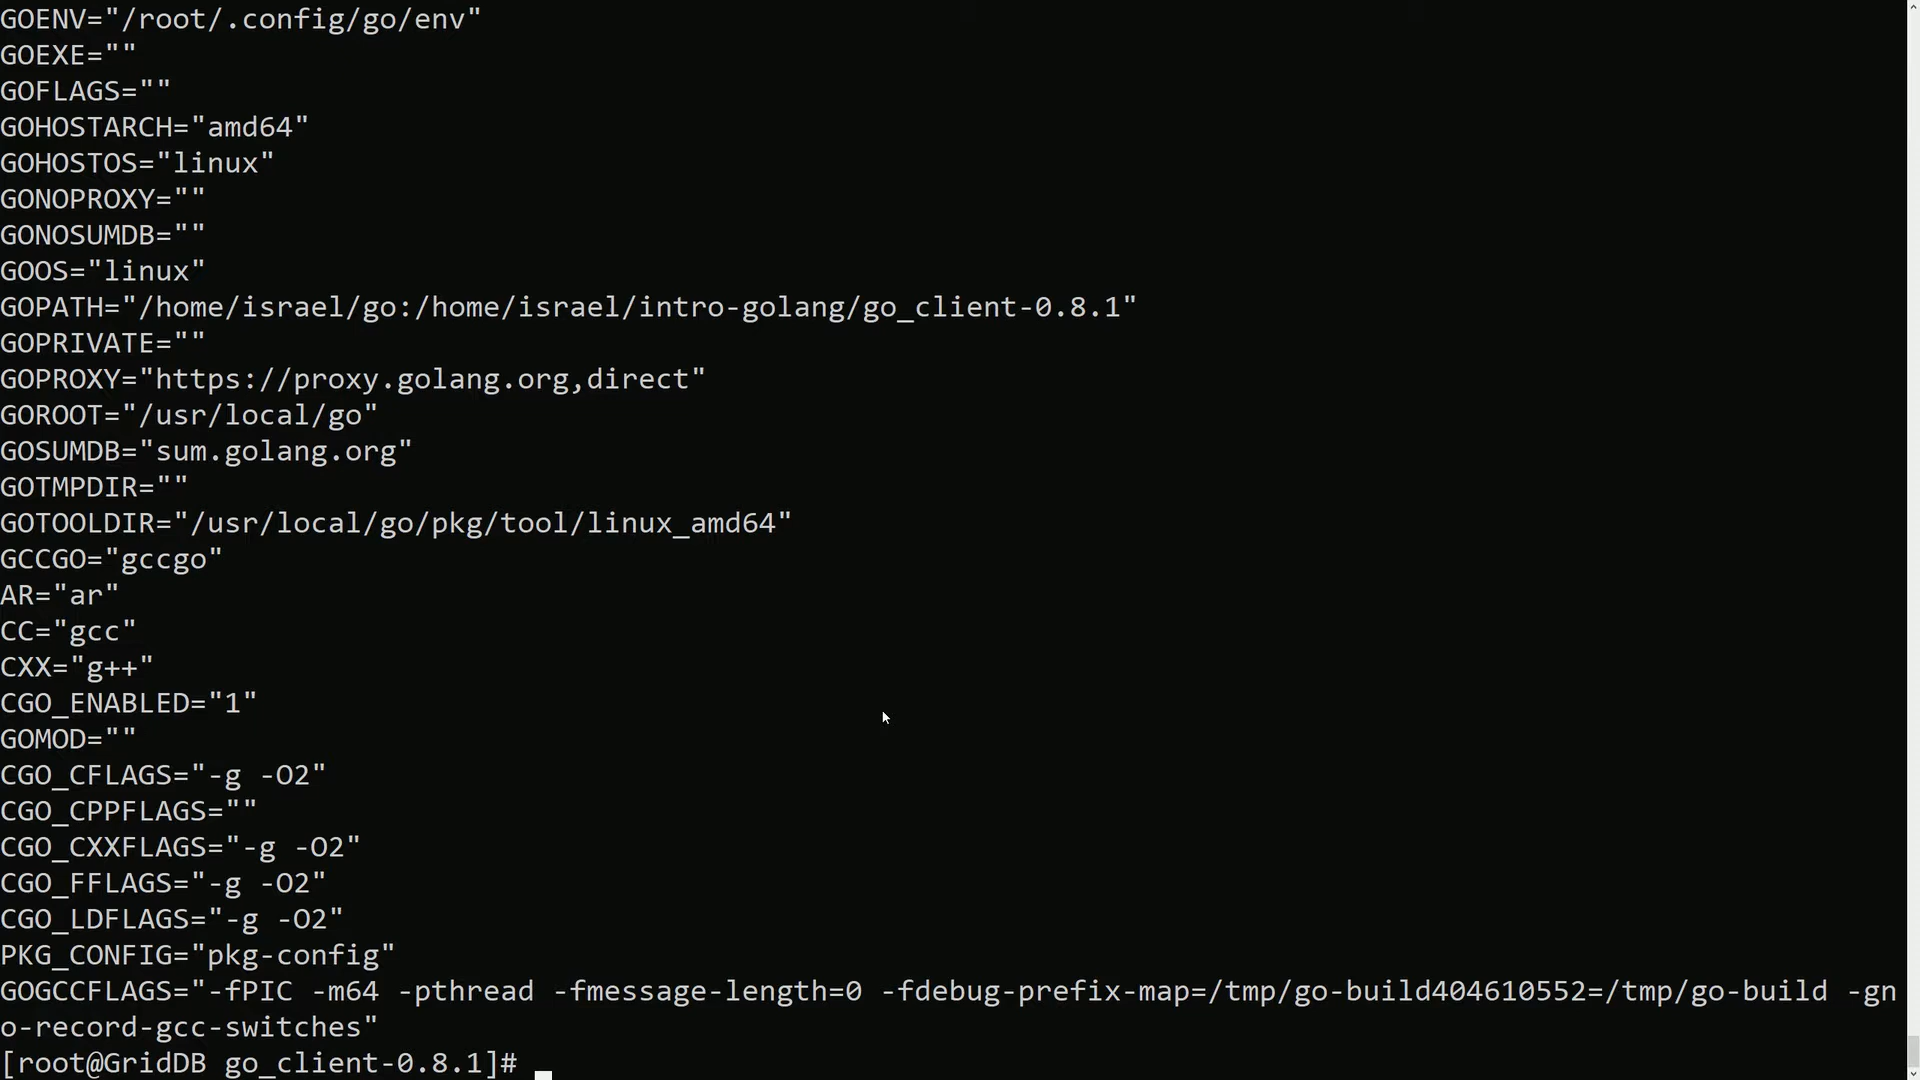 GOENV="/root/.config/go/env"
GOEXE=""
GOFLAGS=""
GOHOSTARCH="amd64"
GOHOSTOS="linux"
GONOPROXY=""
GONOSUMDB=""
GOOS="linux"
GOPATH="/home/israel/go:/home/israel/intro-golang/go_client-0.8.1"
GOPRIVATE=""
GOPROXY="https://proxy.golang.org,direct"
GOROOT="/usr/local/go"
GOSUMDB="sum.golang.org"
GOTMPDIR=""
GOTOOLDIR="/usr/local/go/pkg/tool/linux_amd64"
GCCGO="gccgo"
AR="ar"
CC="gcc"
CXX="g++"
CGO_ENABLED="1"
GOMOD=""
CGO_CFLAGS="-g -O2"
CGO_CPPFLAGS=""
CGO_CXXFLAGS="-g -O2"
CGO_FFLAGS="-g -O2"
CGO_LDFLAGS="-g -O2"
PKG_CONFIG="pkg-config"
GOGCCFLAGS="-fPIC -m64 -pthread -fmessage-length=0 -fdebug-prefix-map=/tmp/go-build404610552=/tmp/go-build -gn
o-record-gcc-switches"
[root@GridDB go_client-0.8.1]#